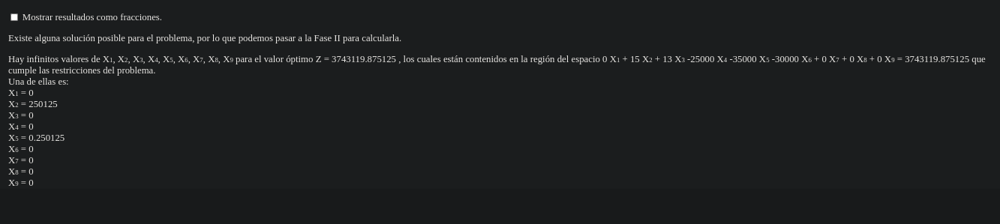 Mostrar resultados como fracciones.
Existe alguna solución posible para el problema, por lo que podemos pasar a la Fase II para calcularla.
Hay infinitos valores de X₁, X₂, X₃, X₄, X₅, X₆, X₇, X₈, X₉ para el valor óptimo Z = 3743119.875125 , los cuales están contenidos en la región del espacio 0 X₁ + 15 X₂ + 13 X₃ -25000 X₄ -35000 X₅ -30000 X₆ + 0 X₇ + 0 X₈ + 0 X₉ = 3743119.875125 que
cumple las restricciones del problema.
Una de ellas es:
X₁ = 0
X₂ = 250125
X₃ = 0
X₄ = 0
X₅ = 0.250125
X₆ = 0
X₇ = 0
X₈ = 0
X₉ = 0